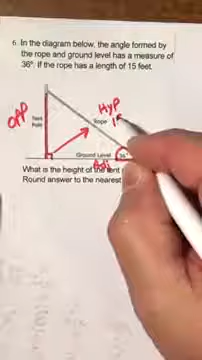 6. In the diagram below, the angle formed by
the rope and ground level has a measure of
36°. If the rope has a length of 15 feet.
Hyp
15
opp
Tent
Pole
Rope
Ground Level
36°
Adj
What is the height of the tent
Round answer to the nearest